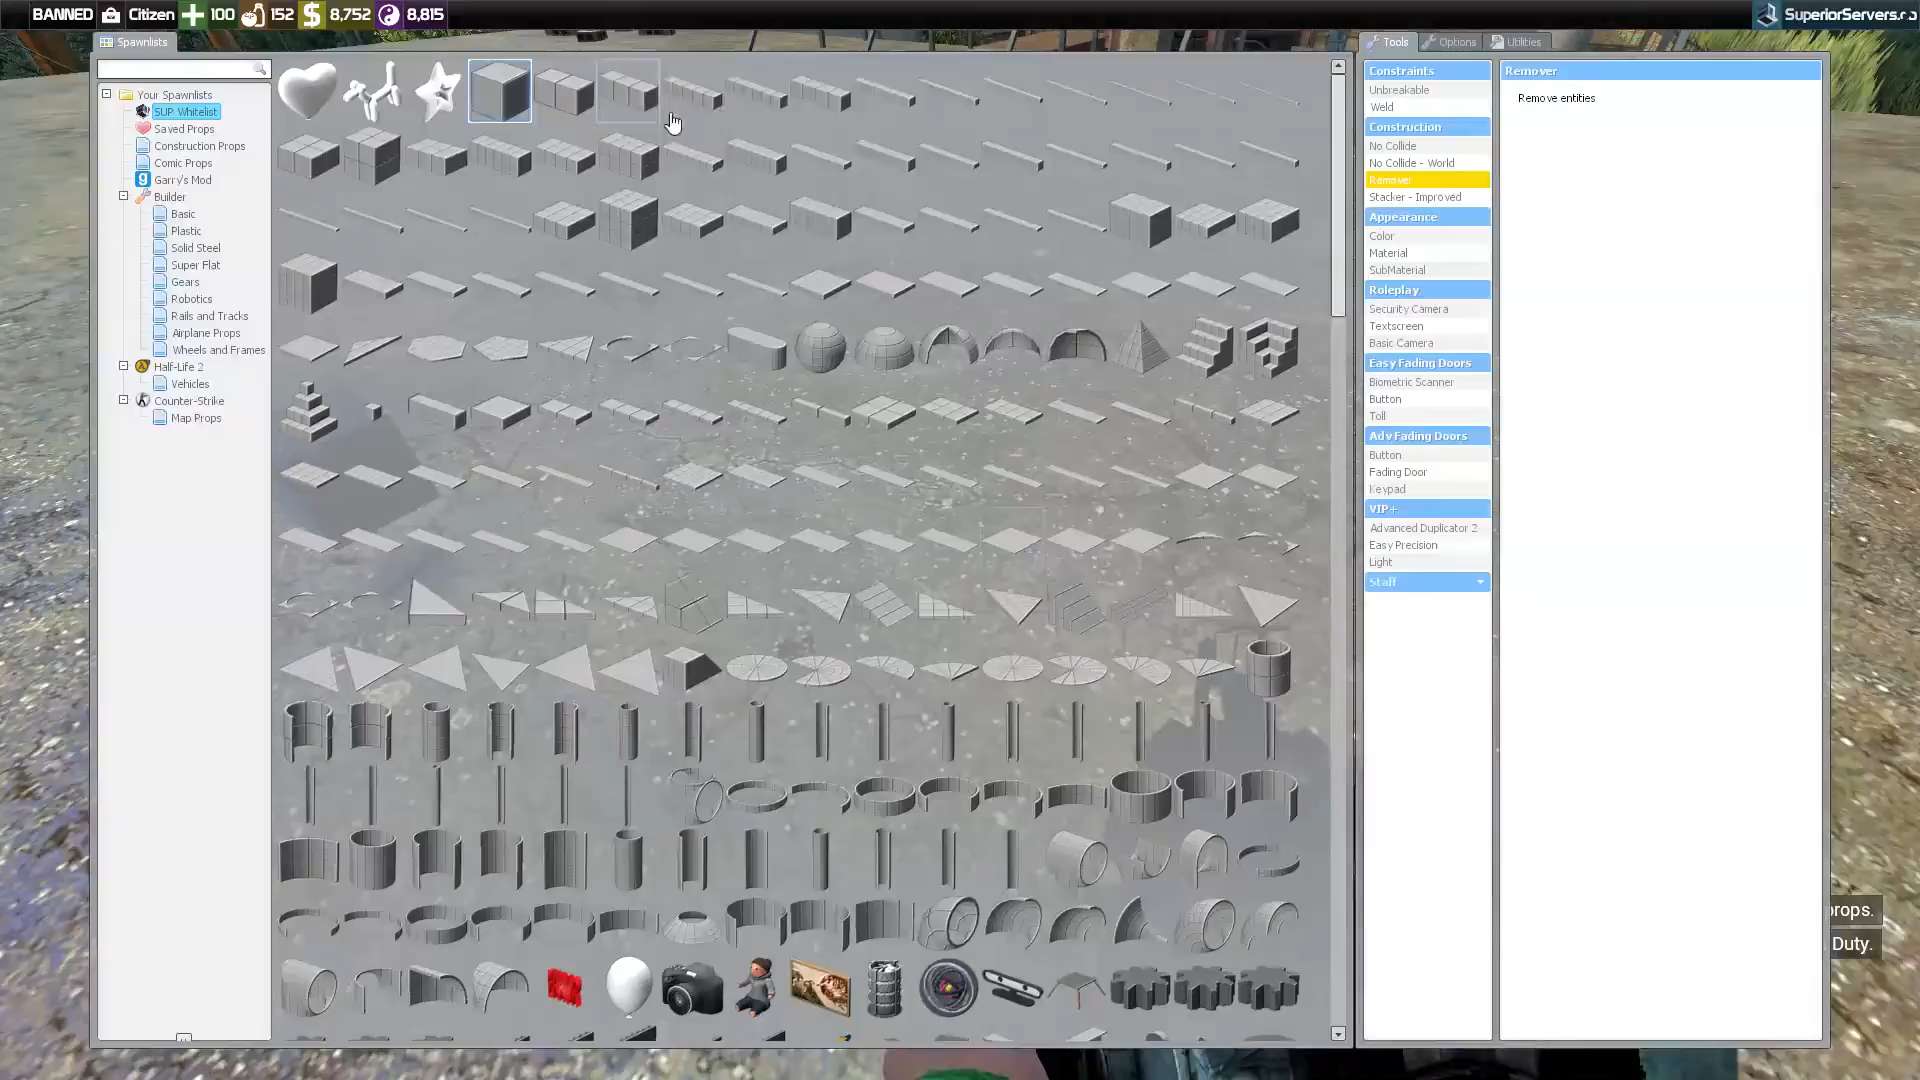 BANNED Citizen 100 152 8,752 8,815
SuperiorServers.co
Spawnlists
Your Spawnlists
SUP Whitelist
Saved Props
Construction Props
Comic Props
Garry's Mod
Builder
Basic
Plastic
Solid Steel
Super Flat
Gears
Robotics
Rails and Tracks
Airplane Props
Wheels and Frames
Half-Life 2
Vehicles
Counter-Strike
Map Props
Tools Options Utilities
Constraints
Unbreakable
Weld
Construction
No Collide
No Collide - World
Remover
Stacker - Improved
Appearance
Color
Material
SubMaterial
Roleplay
Security Camera
Textscreen
Basic Camera
Easy Fading Doors
Biometric Scanner
Button
Toll
Adv Fading Doors
Button
Fading Door
Keypad
VIP+
Advanced Duplicator 2
Easy Precision
Light
Staff
Remover
Remove entities
props.
Duty.